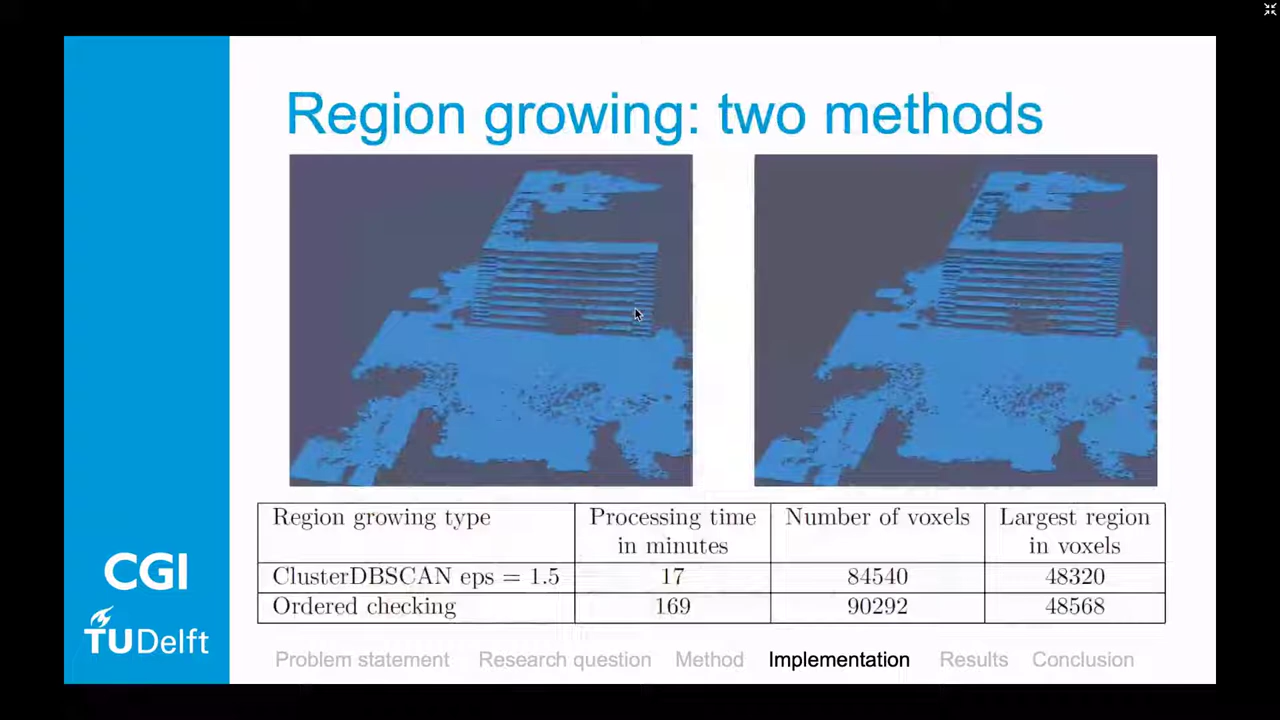 Region growing: two methods
Region growing type Processing time in minutes Number of voxels Largest region in voxels
ClusterDBSCAN eps = 1.5 17 84540 48320
Ordered checking 169 90292 48568
CGI
TUDelft
Problem statement Research question Method Implementation Results Conclusion